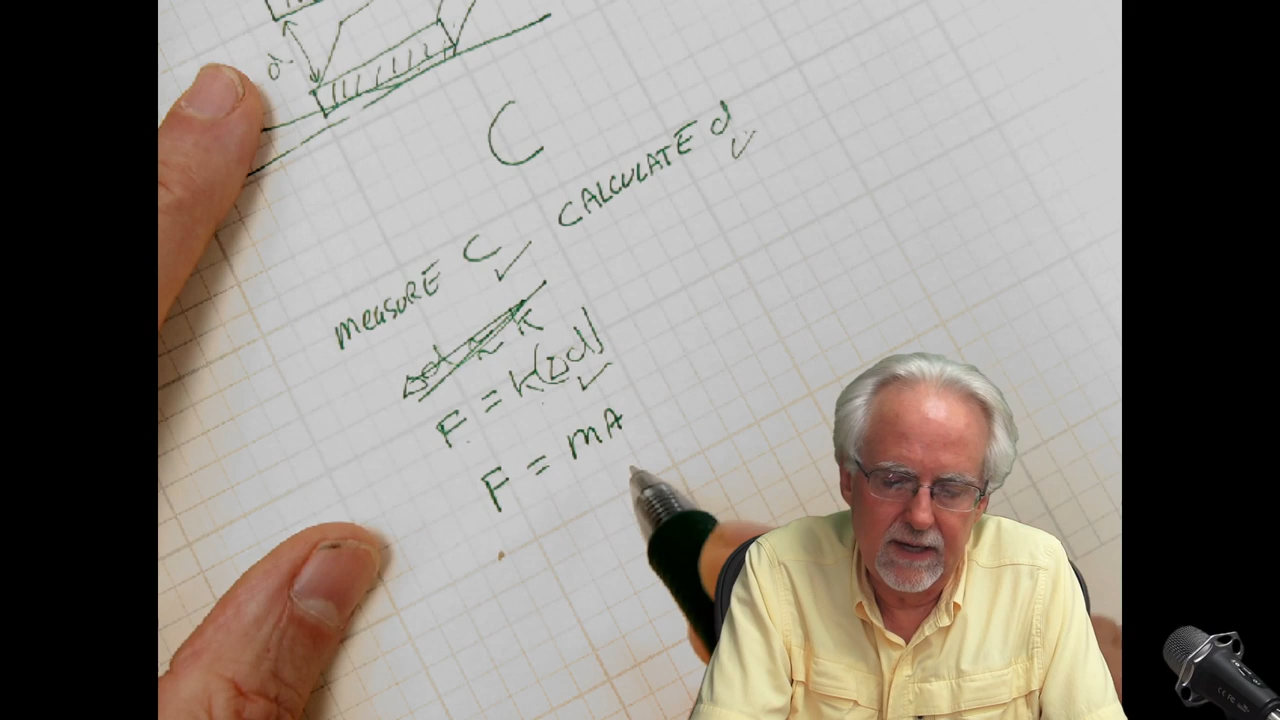 d
C
MEASURE C ✓ CALCULATE d ✓
F = K(Δd) ✓
F = MA